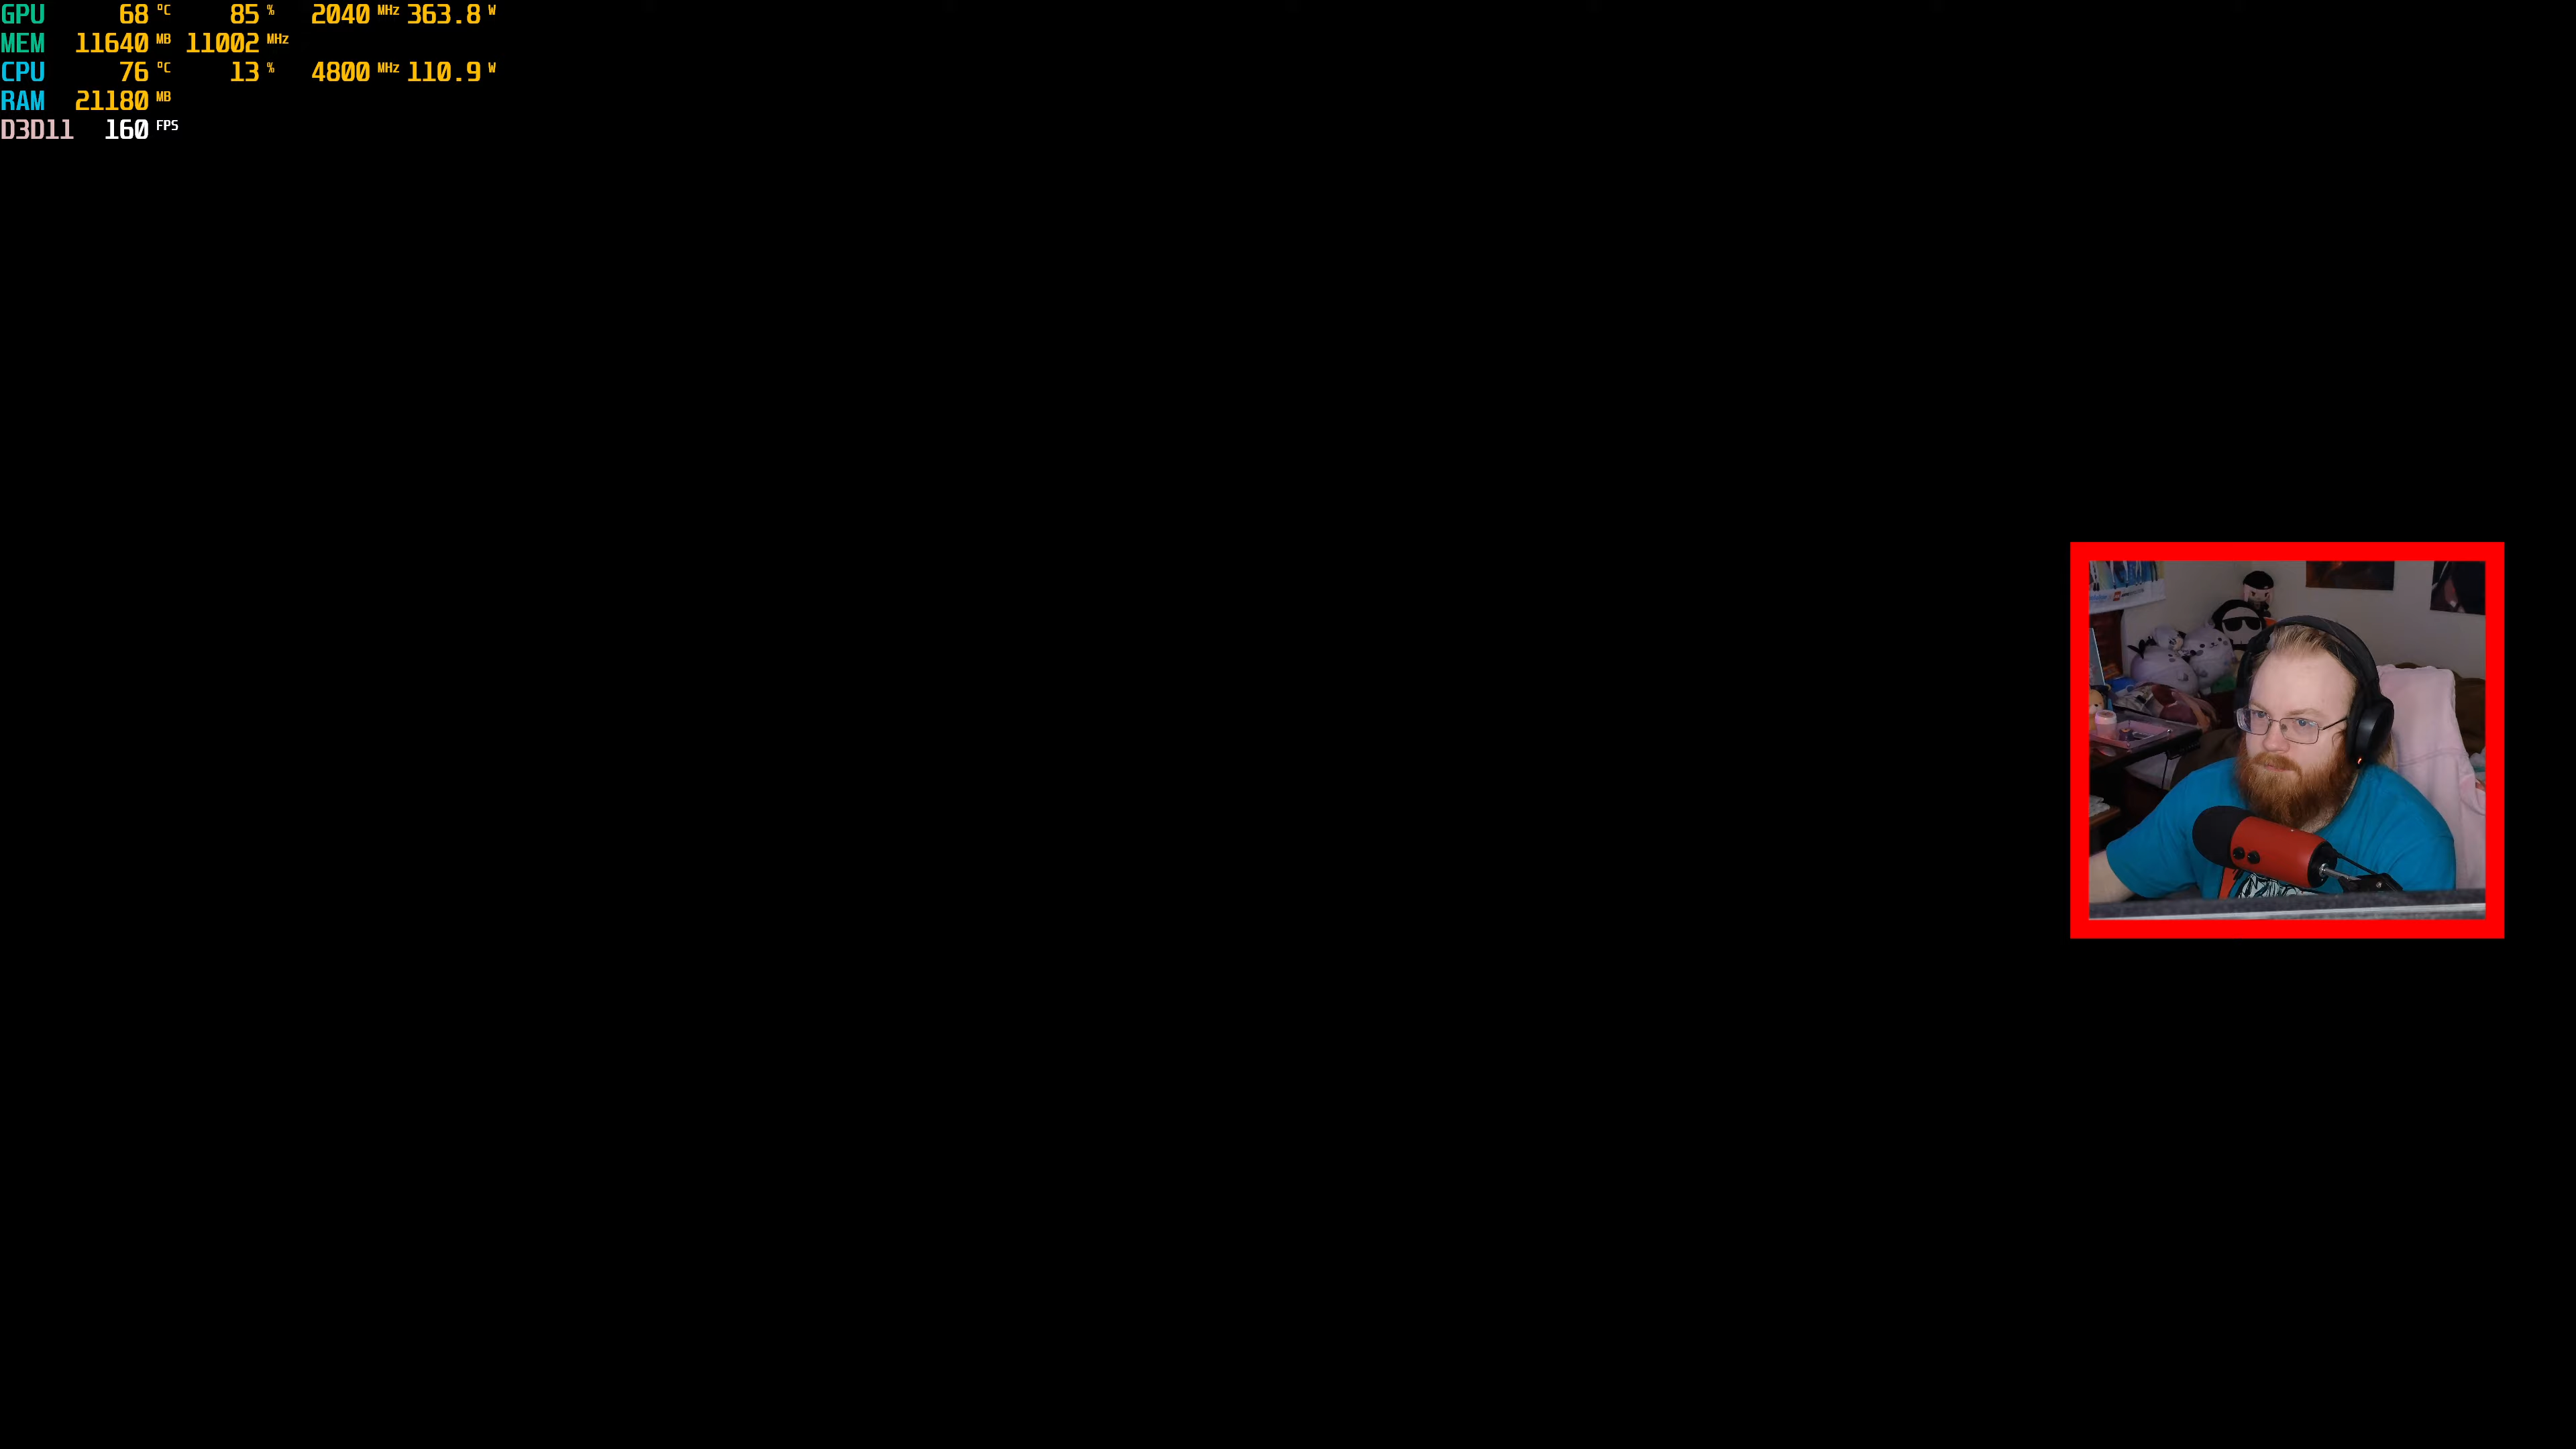 GPU 68 °C 85 % 2040 MHz 363.8 W
MEM 11640 MB 11002 MHz
CPU 76 °C 13 % 4800 MHz 110.9 W
RAM 21180 MB
D3D11 160 FPS